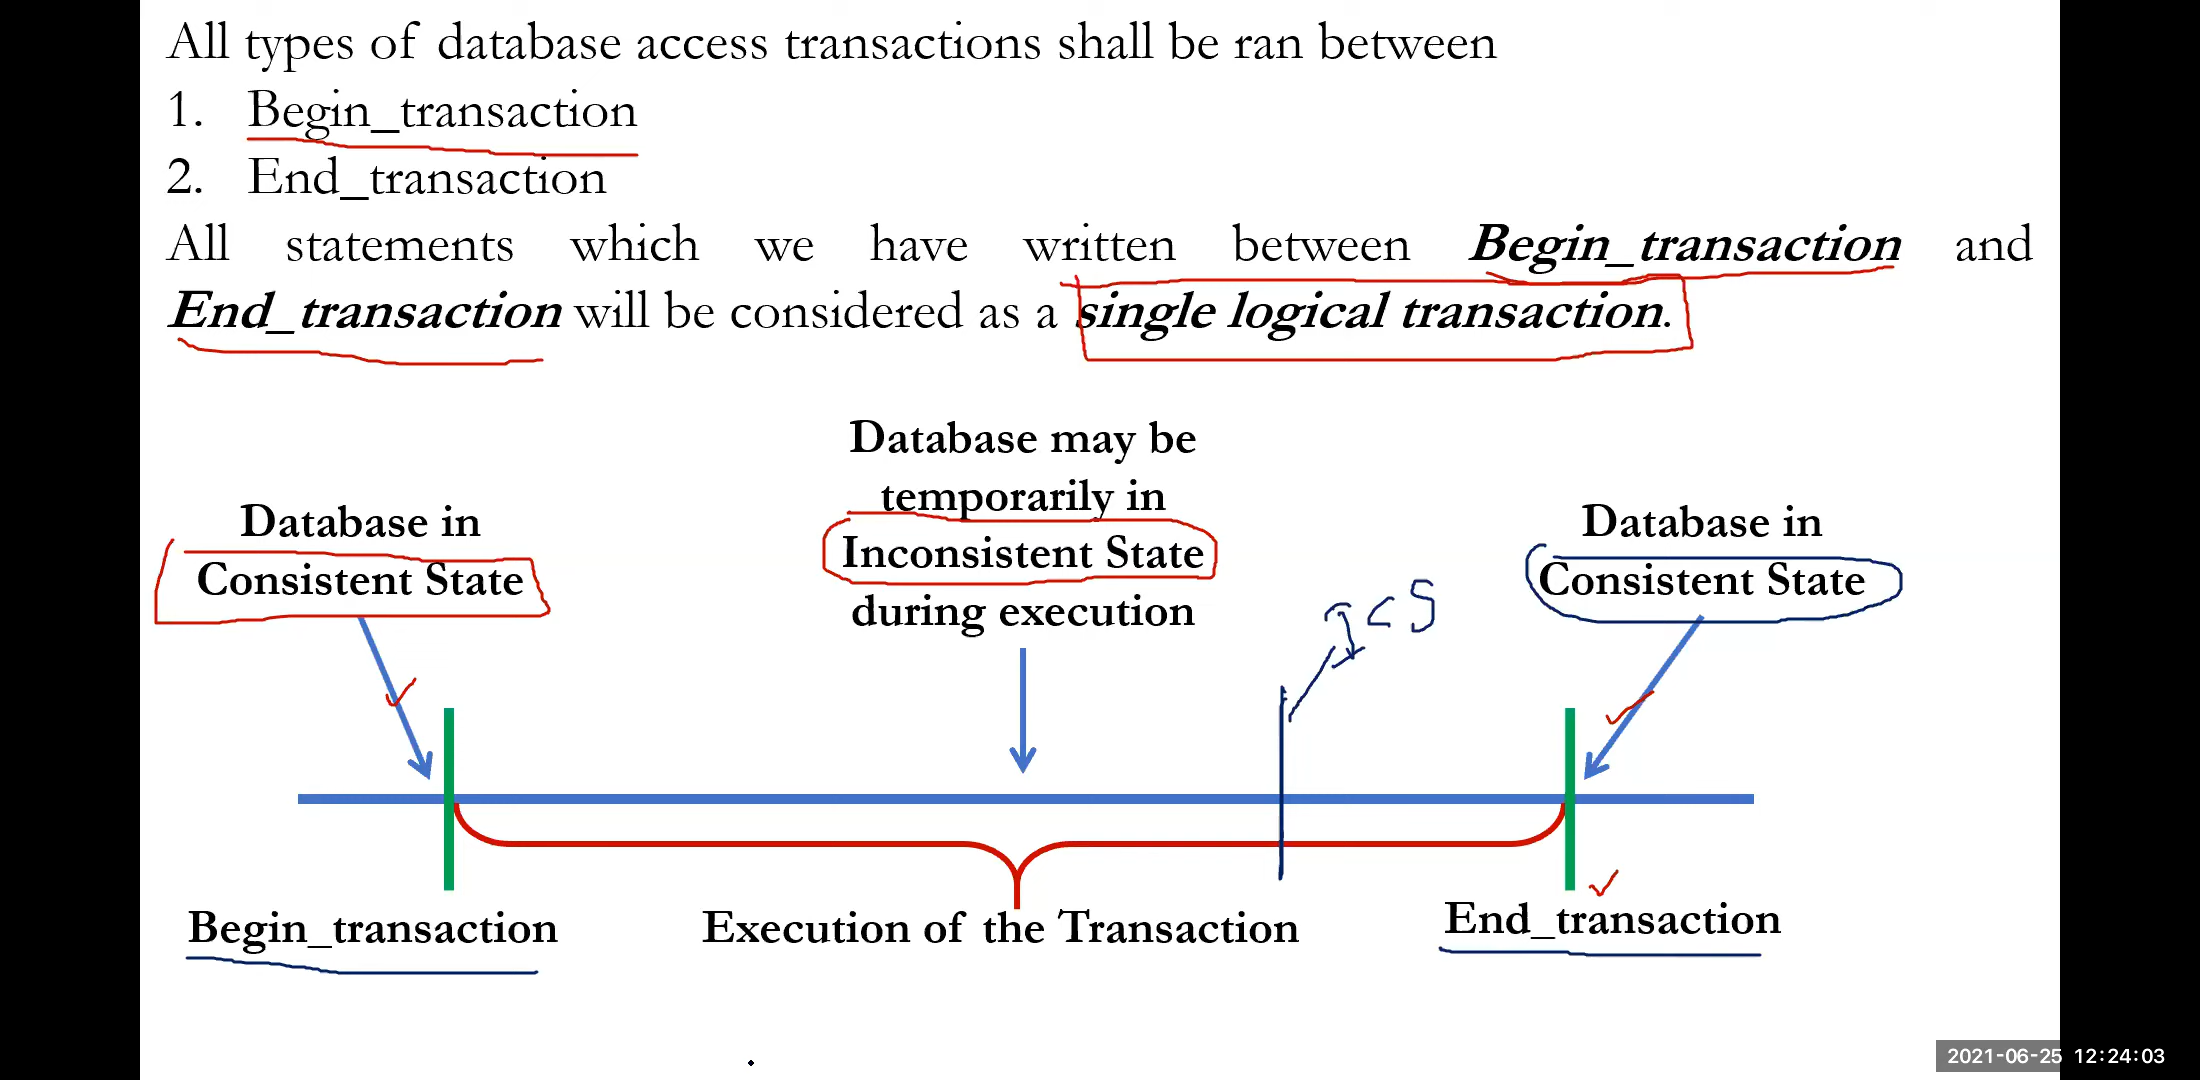 All types of database access transactions shall be ran between
1. Begin_transaction
2. End_transaction
All statements which we have written between Begin_transaction and
End_transaction will be considered as a single logical transaction.
Database may be
temporarily in
Inconsistent State
during execution
Database in
Consistent State
Database in
Consistent State
ICS
Begin_transaction
Execution of the Transaction
End_transaction
2021-06-25 12:24:03